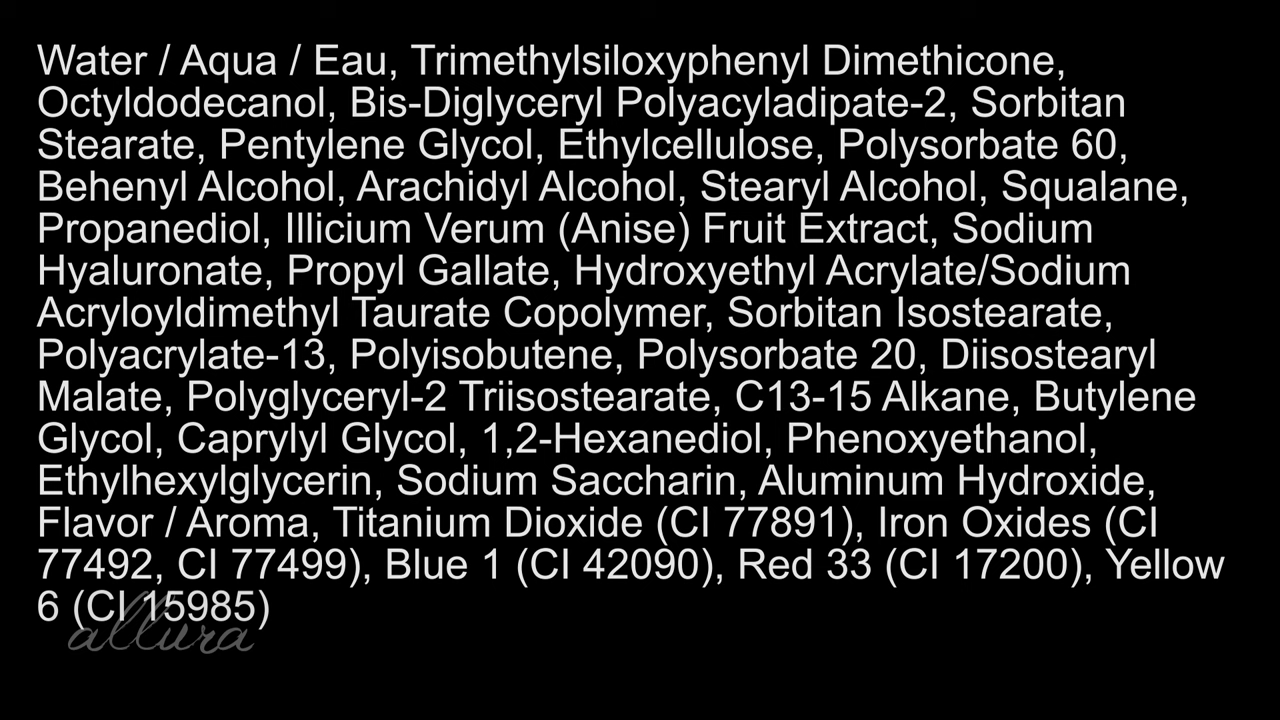 Water / Aqua / Eau, Trimethylsiloxyphenyl Dimethicone,
Octyldodecanol, Bis-Diglyceryl Polyacyladipate-2, Sorbitan
Stearate, Pentylene Glycol, Ethylcellulose, Polysorbate 60,
Behenyl Alcohol, Arachidyl Alcohol, Stearyl Alcohol, Squalane,
Propanediol, Illicium Verum (Anise) Fruit Extract, Sodium
Hyaluronate, Propyl Gallate, Hydroxyethyl Acrylate/Sodium
Acryloyldimethyl Taurate Copolymer, Sorbitan Isostearate,
Polyacrylate-13, Polyisobutene, Polysorbate 20, Diisostearyl
Malate, Polyglyceryl-2 Triisostearate, C13-15 Alkane, Butylene
Glycol, Caprylyl Glycol, 1,2-Hexanediol, Phenoxyethanol,
Ethylhexylglycerin, Sodium Saccharin, Aluminum Hydroxide,
Flavor / Aroma, Titanium Dioxide (CI 77891), Iron Oxides (CI
77492, CI 77499), Blue 1 (CI 42090), Red 33 (CI 17200), Yellow
6 (CI 15985)
allura